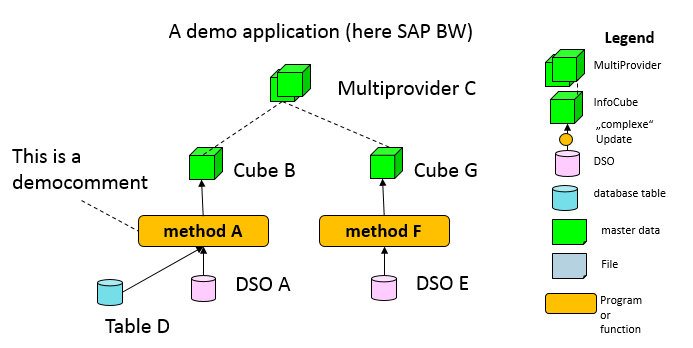 A demo application (here SAP BW)
Multiprovider C
This is a
democomment
Cube B
Cube G
method A
method F
DSO A
DSO E
Table D
Legend
MultiProvider
InfoCube
„complexe“
Update
DSO
database table
master data
File
Program
or
function